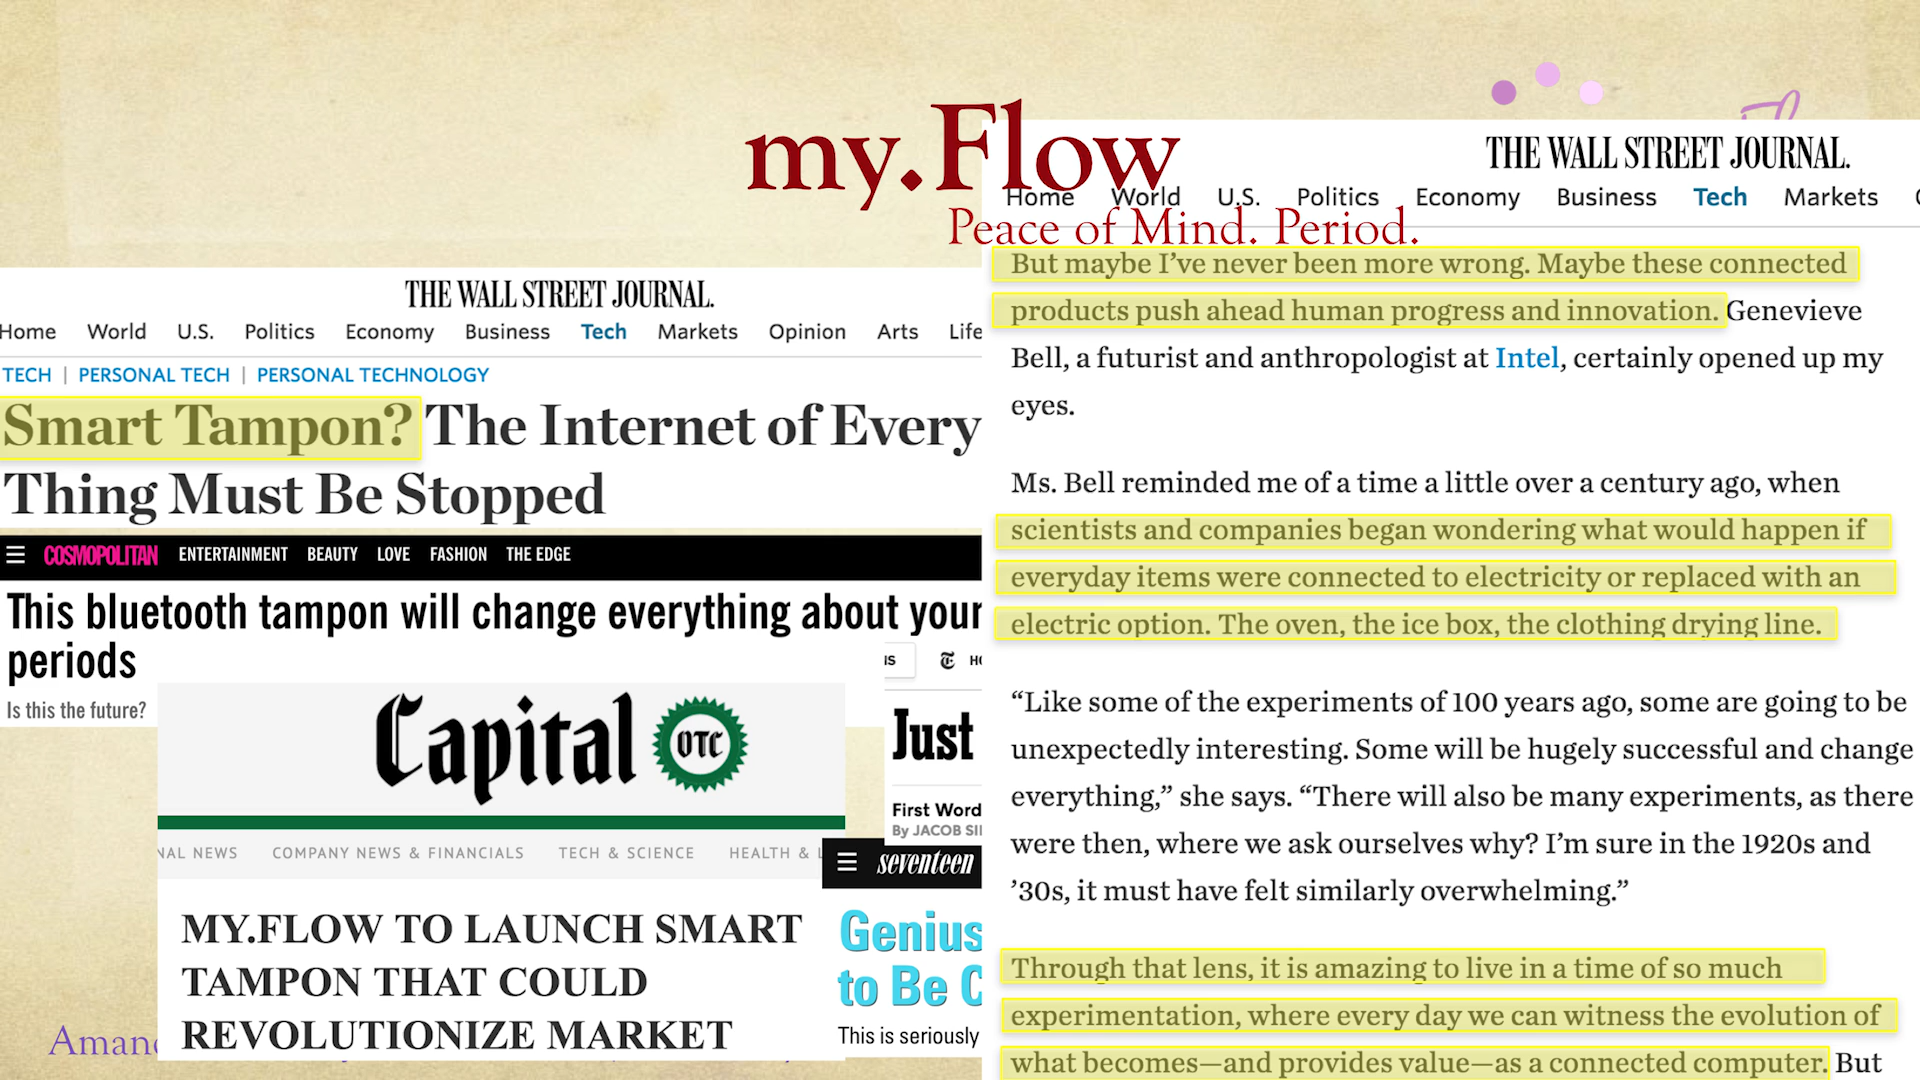 my.Flow
Peace of Mind. Period.
THE WALL STREET JOURNAL.
Home World U.S. Politics Economy Business Tech Markets Opinion Arts Life
TECH | PERSONAL TECH | PERSONAL TECHNOLOGY
Smart Tampon? The Internet of Every
Thing Must Be Stopped
COSMOPOLITAN ENTERTAINMENT BEAUTY LOVE FASHION THE EDGE
This bluetooth tampon will change everything about your
periods
Is this the future?
Capital OTC
NAL NEWS COMPANY NEWS & FINANCIALS TECH & SCIENCE HEALTH & L
MY.FLOW TO LAUNCH SMART
TAMPON THAT COULD
REVOLUTIONIZE MARKET
Just
First Word
By JACOB
seventeen
Genius
to Be
This is seriously
Aman
THE WALL STREET JOURNAL.
Home World U.S. Politics Economy Business Tech Markets
But maybe I’ve never been more wrong. Maybe these connected
products push ahead human progress and innovation. Genevieve
Bell, a futurist and anthropologist at Intel, certainly opened up my
eyes.
Ms. Bell reminded me of a time a little over a century ago, when
scientists and companies began wondering what would happen if
everyday items were connected to electricity or replaced with an
electric option. The oven, the ice box, the clothing drying line.
“Like some of the experiments of 100 years ago, some are going to be
unexpectedly interesting. Some will be hugely successful and change
everything,” she says. “There will also be many experiments, as there
were then, where we ask ourselves why? I’m sure in the 1920s and
’30s, it must have felt similarly overwhelming.”
Through that lens, it is amazing to live in a time of so much
experimentation, where every day we can witness the evolution of
what becomes—and provides value—as a connected computer. But